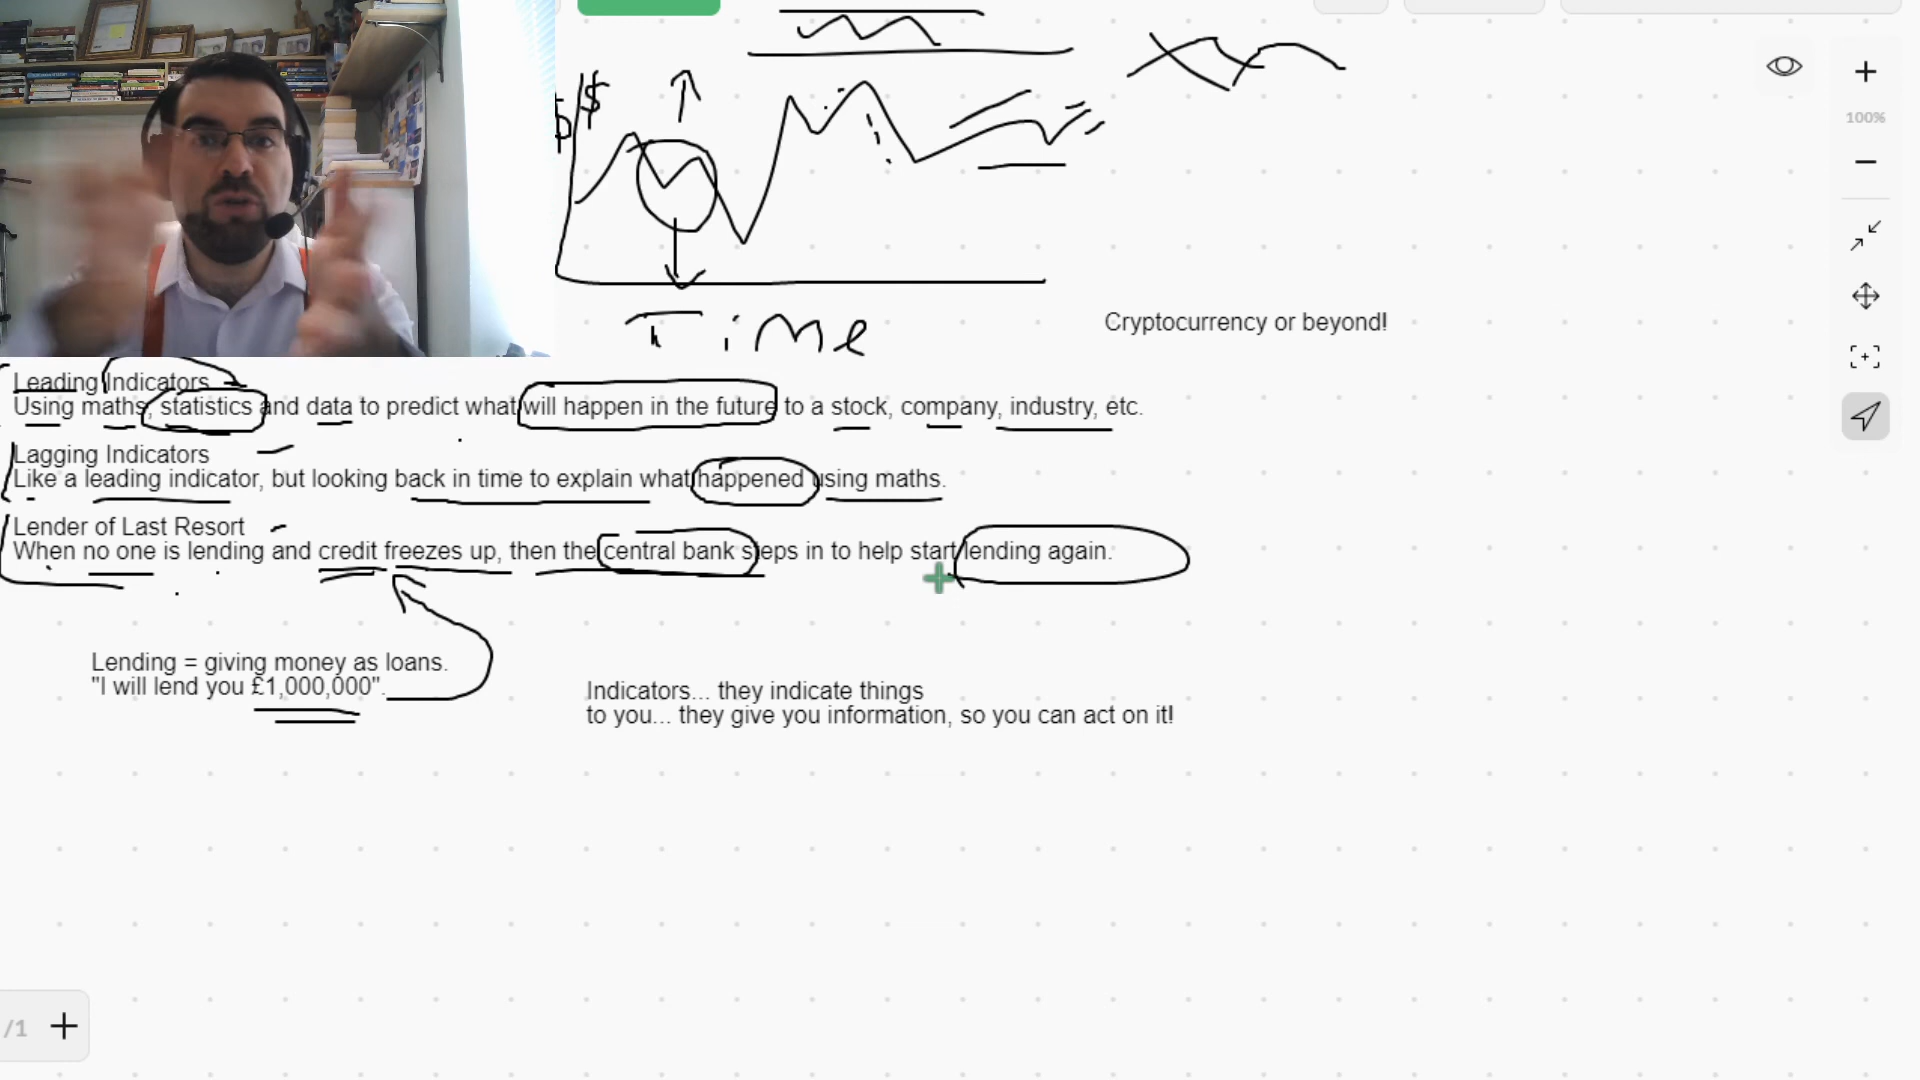 $ $
Time
100%
Cryptocurrency or beyond!
Leading Indicators
Using maths, statistics and data to predict what will happen in the future to a stock, company, industry, etc.
Lagging Indicators
Like a leading indicator, but looking back in time to explain what happened using maths.
Lender of Last Resort
When no one is lending and credit freezes up, then the central bank steps in to help start lending again.
Lending = giving money as loans.
"I will lend you £1,000,000".
Indicators... they indicate things
to you... they give you information, so you can act on it!
/1